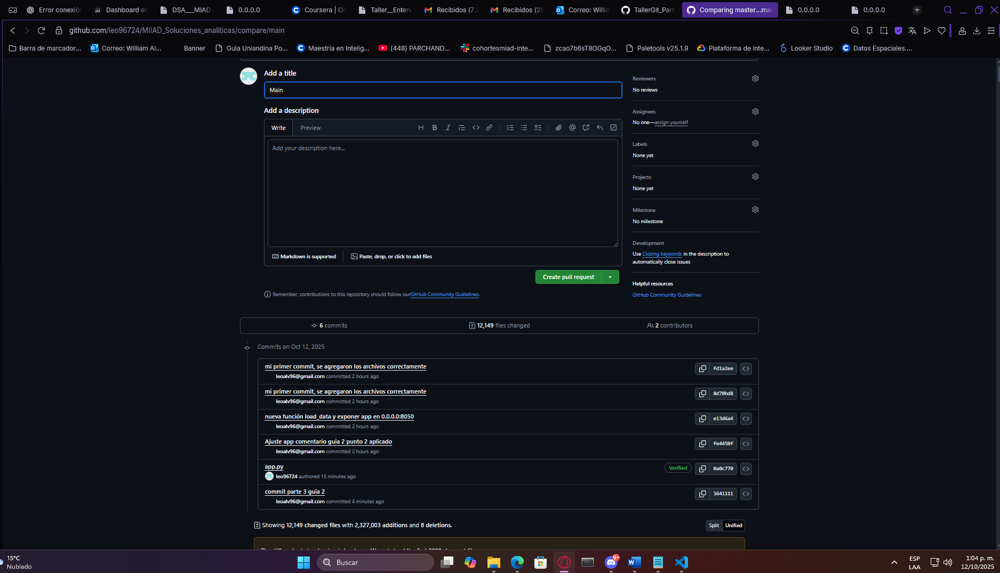 Error conexión
Dashboard en
DSA___MIAD
0.0.0.0
Coursera | On
Taller__Entend
Recibidos (7.3
Recibidos (26
Correo: Willia
TallerGit_Parte
Comparing master...mai
0.0.0.0
0.0.0.0
github.com/leo96724/MIIAD_Soluciones_analiticas/compare/main
Barra de marcador...
Correo: William Al...
Banner
Guia Uniandina Po...
Maestría en Intelig...
(448) PARCHAND...
cohortesmiad-inte...
zcao7b6sT8OGqO...
Paletools v25.1.9
Plataforma de inte...
Looker Studio
Datos Espaciales....
Add a title
Main
Add a description
Write
Preview
Add your description here...
Markdown is supported
Paste, drop, or click to add files
Create pull request
Remember, contributions to this repository should follow our GitHub Community Guidelines.
Reviewers
No reviews
Assignees
No one—assign yourself
Labels
None yet
Projects
None yet
Milestone
No milestone
Development
Use Closing keywords in the description to
automatically close issues
Helpful resources
GitHub Community Guidelines
6 commits
12,149 files changed
2 contributors
Commits on Oct 12, 2025
mi primer commit, se agregaron los archivos correctamente
leoalv96@gmail.com committed 2 hours ago
fd1a2ee
mi primer commit, se agregaron los archivos correctamente
leoalv96@gmail.com committed 2 hours ago
8d70bd8
nueva función load_data y exponer app en 0.0.0.0:8050
leoalv96@gmail.com committed 2 hours ago
e13d6a4
Ajuste app comentario guia 2 punto 2 aplicado
leoalv96@gmail.com committed 2 hours ago
fe4450f
app.py
leo96724 authored 15 minutes ago
Verified
0a0c770
commit parte 3 guia 2
leoalv96@gmail.com committed 4 minutes ago
3641111
Showing 12,149 changed files with 2,327,003 additions and 8 deletions.
Split
Unified
15°C
Nublado
Buscar
9+
ESP
LAA
1:04 p. m.
12/10/2025